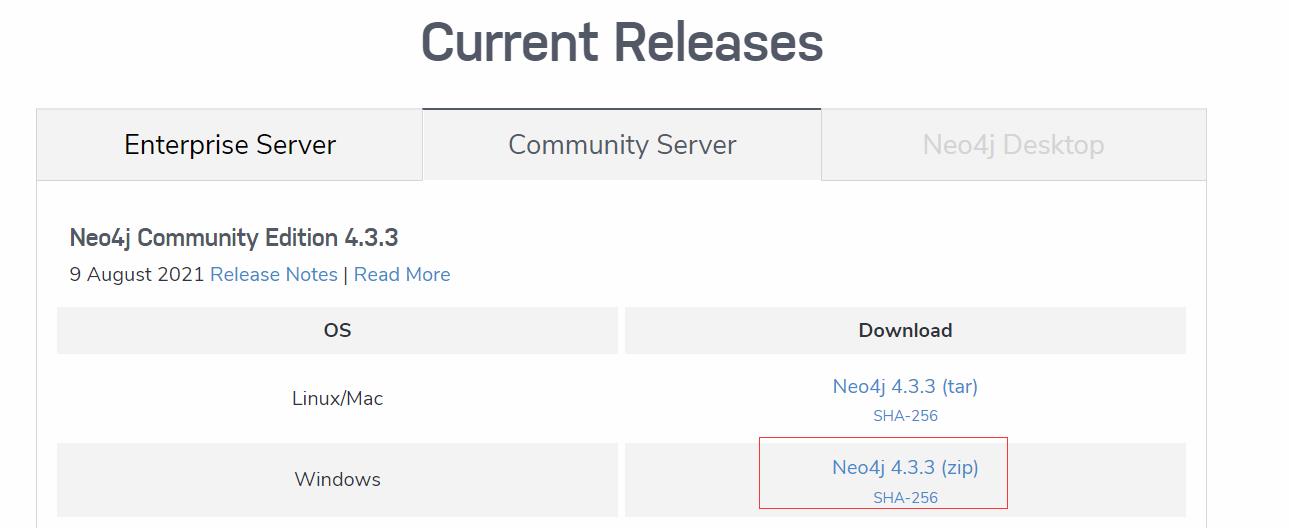 Current Releases
Enterprise Server
Community Server
Neo4j Desktop
Neo4j Community Edition 4.3.3
9 August 2021 Release Notes | Read More
OS
Download
Linux/Mac
Neo4j 4.3.3 (tar)
SHA-256
Windows
Neo4j 4.3.3 (zip)
SHA-256